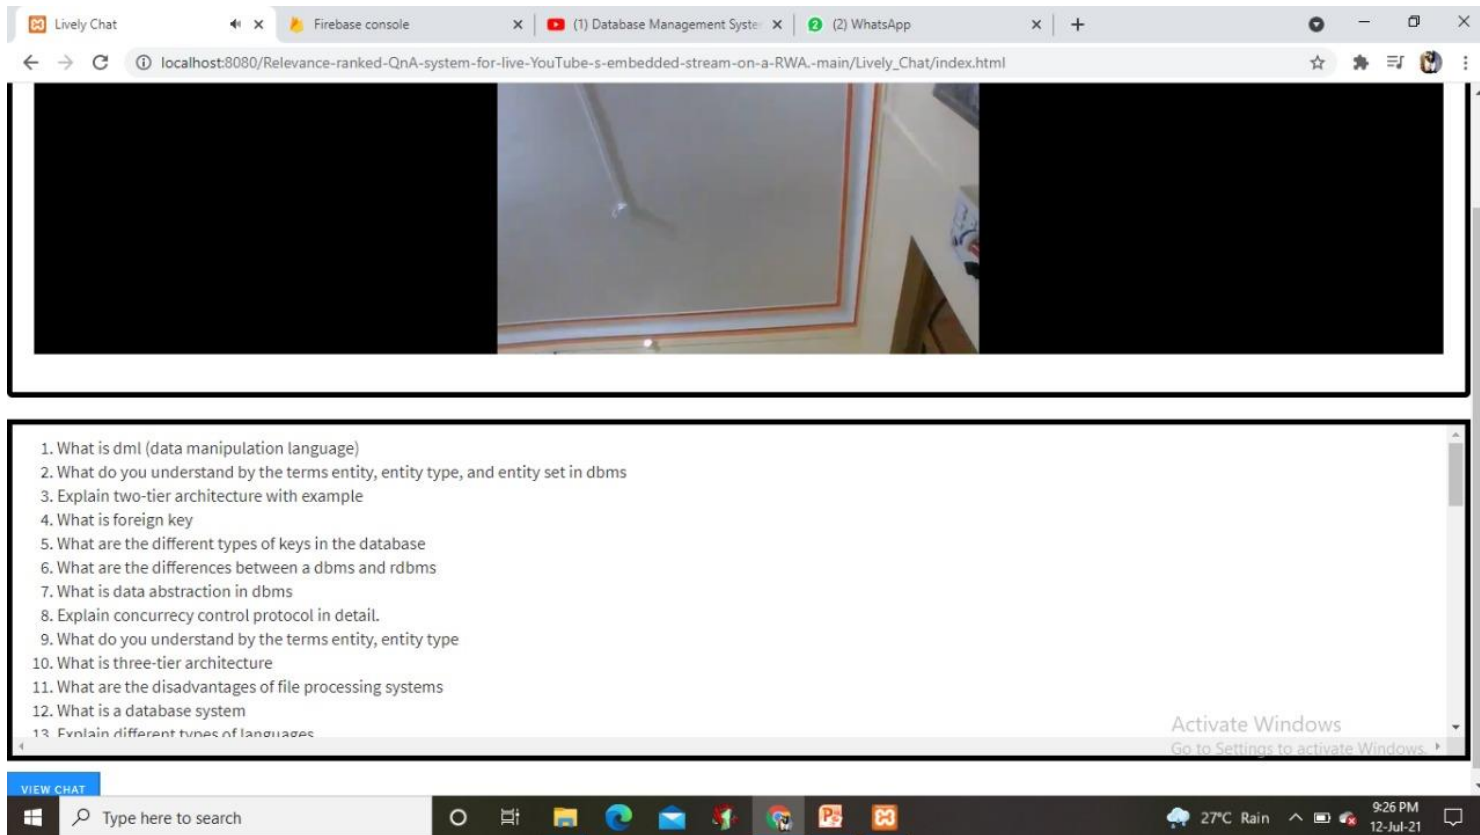 Lively Chat
Firebase console
(1) Database Management Syste
2 (2) WhatsApp
localhost:8080/Relevance-ranked-QnA-system-for-live-YouTube-s-embedded-stream-on-a-RWA.-main/Lively_Chat/index.html
1. What is dml (data manipulation language)
2. What do you understand by the terms entity, entity type, and entity set in dbms
3. Explain two-tier architecture with example
4. What is foreign key
5. What are the different types of keys in the database
6. What are the differences between a dbms and rdbms
7. What is data abstraction in dbms
8. Explain concurrecy control protocol in detail.
9. What do you understand by the terms entity, entity type
10. What is three-tier architecture
11. What are the disadvantages of file processing systems
12. What is a database system
13. Explain different types of languages
Activate Windows
Go to Settings to activate Windows.
VIEW CHAT
Type here to search
27°C Rain
9:26 PM
12-Jul-21